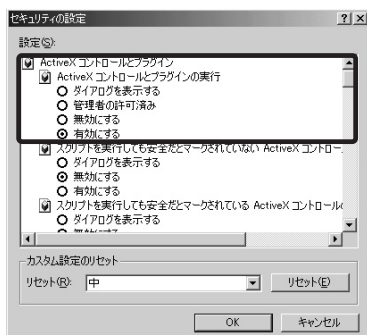 セキュリティの設定
設定(S):
ActiveX コントロールとプラグイン
ActiveX コントロールとプラグインの実行
ダイアログを表示する
管理者の許可済み
無効にする
有効にする
スクリプトを実行しても安全だとマークされていない ActiveX コントロー
ダイアログを表示する
無効にする
有効にする
スクリプトを実行しても安全だとマークされている ActiveX コントロール
ダイアログを表示する
カスタム設定のリセット
リセット(R):
中
リセット(E)
OK
キャンセル